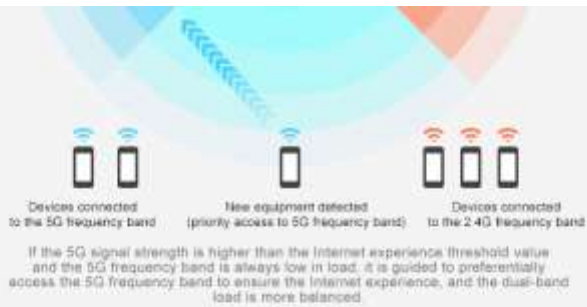 Devices connected
to the 5G frequency band
New equipment detected
(priority access to 5G frequency band)
Devices connected
to the 2.4G frequency band
If the 5G signal strength is higher than the Internet experience threshold value
and the 5G frequency band is always low in load, it is guided to preferentially
access the 5G frequency band to ensure the Internet experience, and the dual-band
load is more balanced